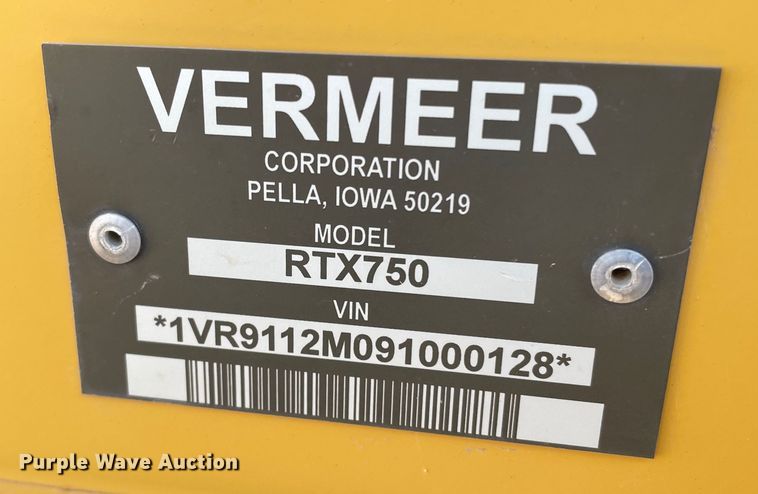 VERMEER
CORPORATION
PELLA, IOWA 50219
MODEL
RTX750
VIN
*1VR9112M091000128*
Purple Wave Auction